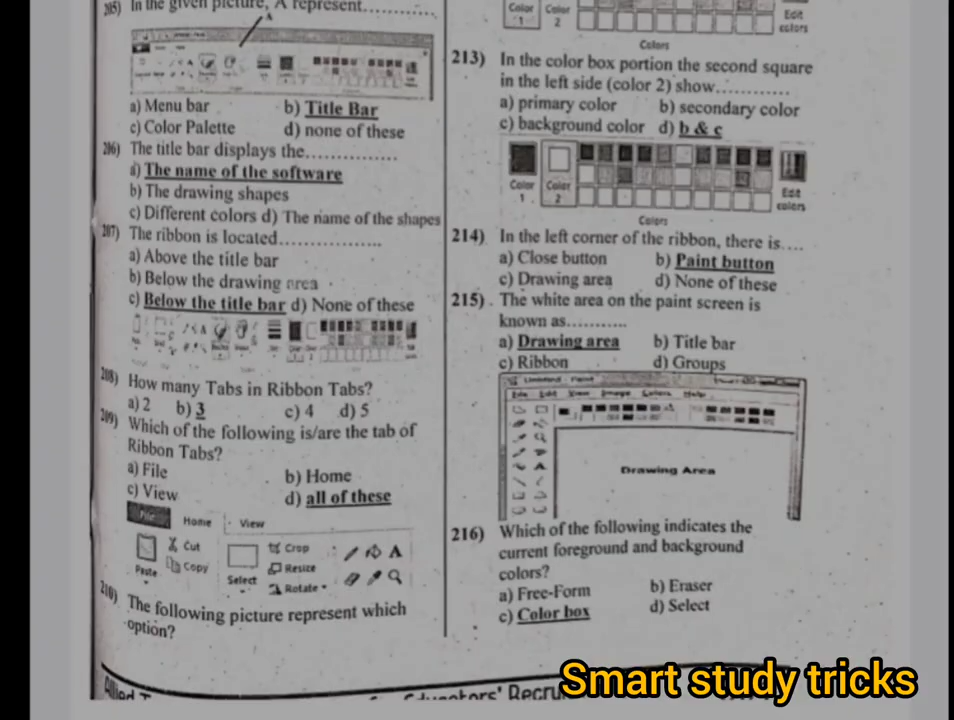 205) In the given picture, A represent..............
A
a) Menu bar b) Title Bar
c) Color Palette d) none of these
206) The title bar displays the..............
a) The name of the software
b) The drawing shapes
c) Different colors d) The name of the shapes
207) The ribbon is located................
a) Above the title bar
b) Below the drawing area
c) Below the title bar d) None of these
208) How many Tabs in Ribbon Tabs?
a) 2 b) 3 c) 4 d) 5
209) Which of the following is/are the tab of
Ribbon Tabs?
a) File b) Home
c) View d) all of these
File Home View
Cut Crop A
Copy Resize
Paste Select Rotate
210) The following picture represent which
option?
Color 1 Color 2 Edit colors
Colors
213) In the color box portion the second square
in the left side (color 2) show............
a) primary color b) secondary color
c) background color d) b & c
Color 1 Color 2 Edit colors
Colors
214) In the left corner of the ribbon, there is....
a) Close button b) Paint button
c) Drawing area d) None of these
215) . The white area on the paint screen is
known as...........
a) Drawing area b) Title bar
c) Ribbon d) Groups
Untitled - Paint
Edit View Image Colors Help
A
Drawing Area
216) Which of the following indicates the
current foreground and background
colors?
a) Free-Form b) Eraser
c) Color box d) Select
Smart study tricks